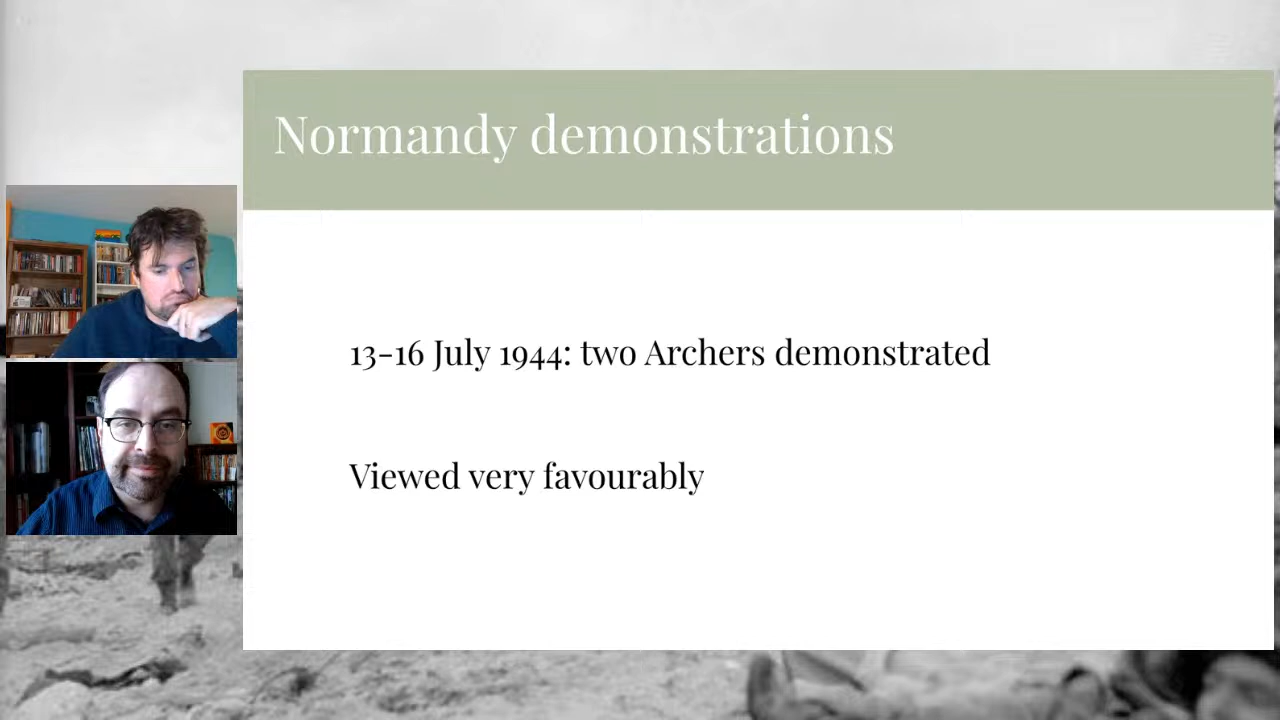 Normandy demonstrations
13-16 July 1944: two Archers demonstrated
Viewed very favourably